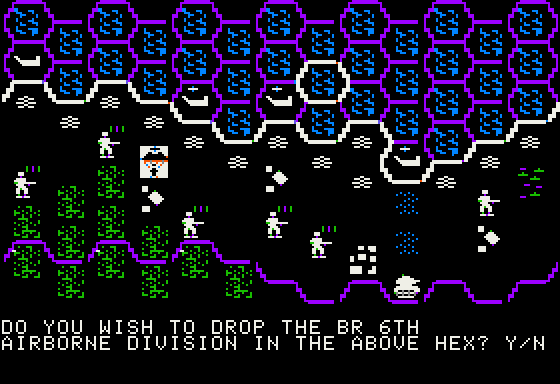 DO YOU WISH TO DROP THE BR 6TH
AIRBORNE DIVISION IN THE ABOVE HEX? Y/N